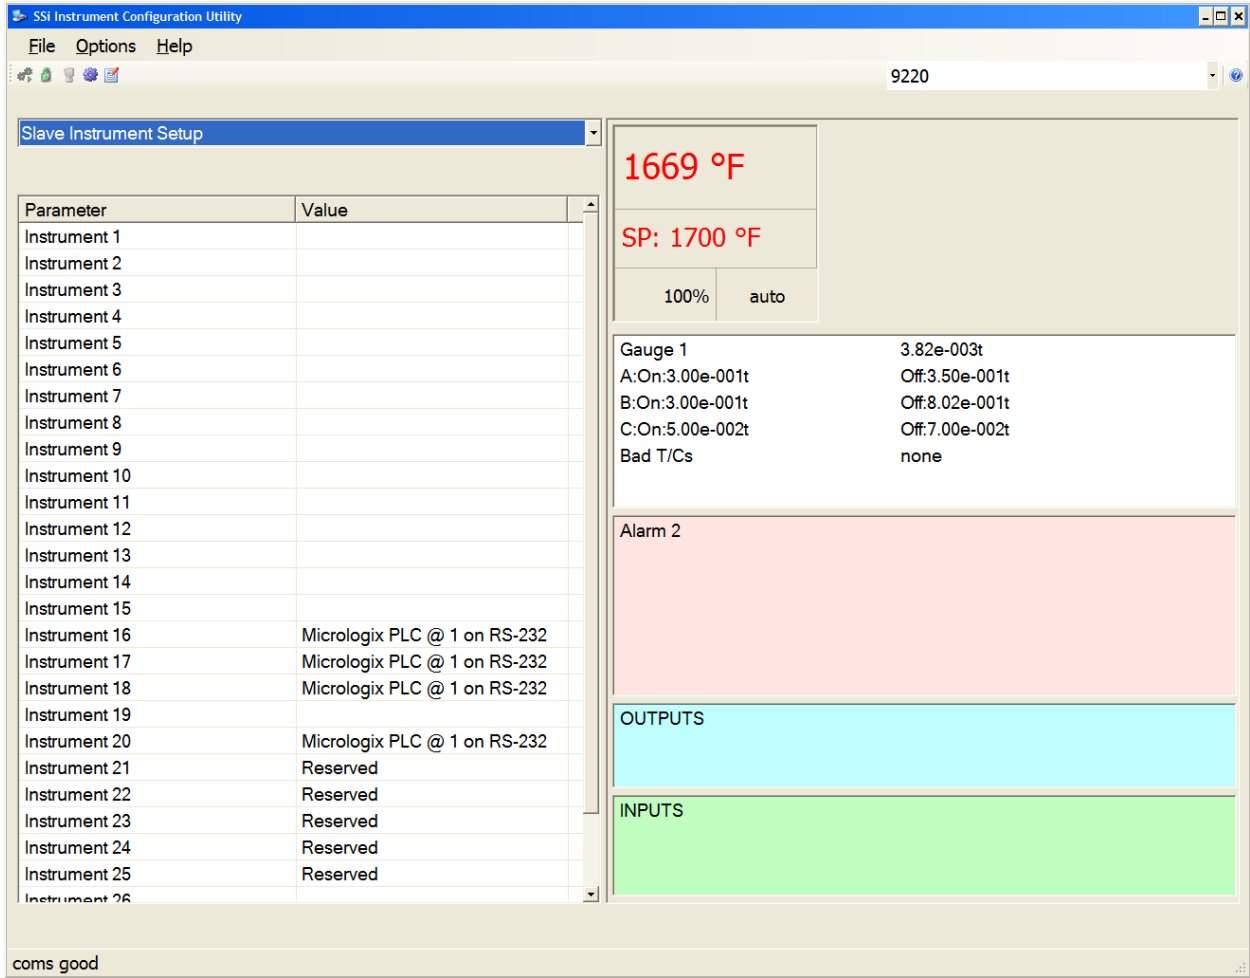 SSi Instrument Configuration Utility
File Options Help
9220
Slave Instrument Setup
Parameter Value
Instrument 1
Instrument 2
Instrument 3
Instrument 4
Instrument 5
Instrument 6
Instrument 7
Instrument 8
Instrument 9
Instrument 10
Instrument 11
Instrument 12
Instrument 13
Instrument 14
Instrument 15
Instrument 16 Micrologix PLC @ 1 on RS-232
Instrument 17 Micrologix PLC @ 1 on RS-232
Instrument 18 Micrologix PLC @ 1 on RS-232
Instrument 19
Instrument 20 Micrologix PLC @ 1 on RS-232
Instrument 21 Reserved
Instrument 22 Reserved
Instrument 23 Reserved
Instrument 24 Reserved
Instrument 25 Reserved
Instrument 26
1669 °F
SP: 1700 °F
100% auto
Gauge 1 3.82e-003t
A:On:3.00e-001t Off:3.50e-001t
B:On:3.00e-001t Off:8.02e-001t
C:On:5.00e-002t Off:7.00e-002t
Bad T/Cs none
Alarm 2
OUTPUTS
INPUTS
coms good